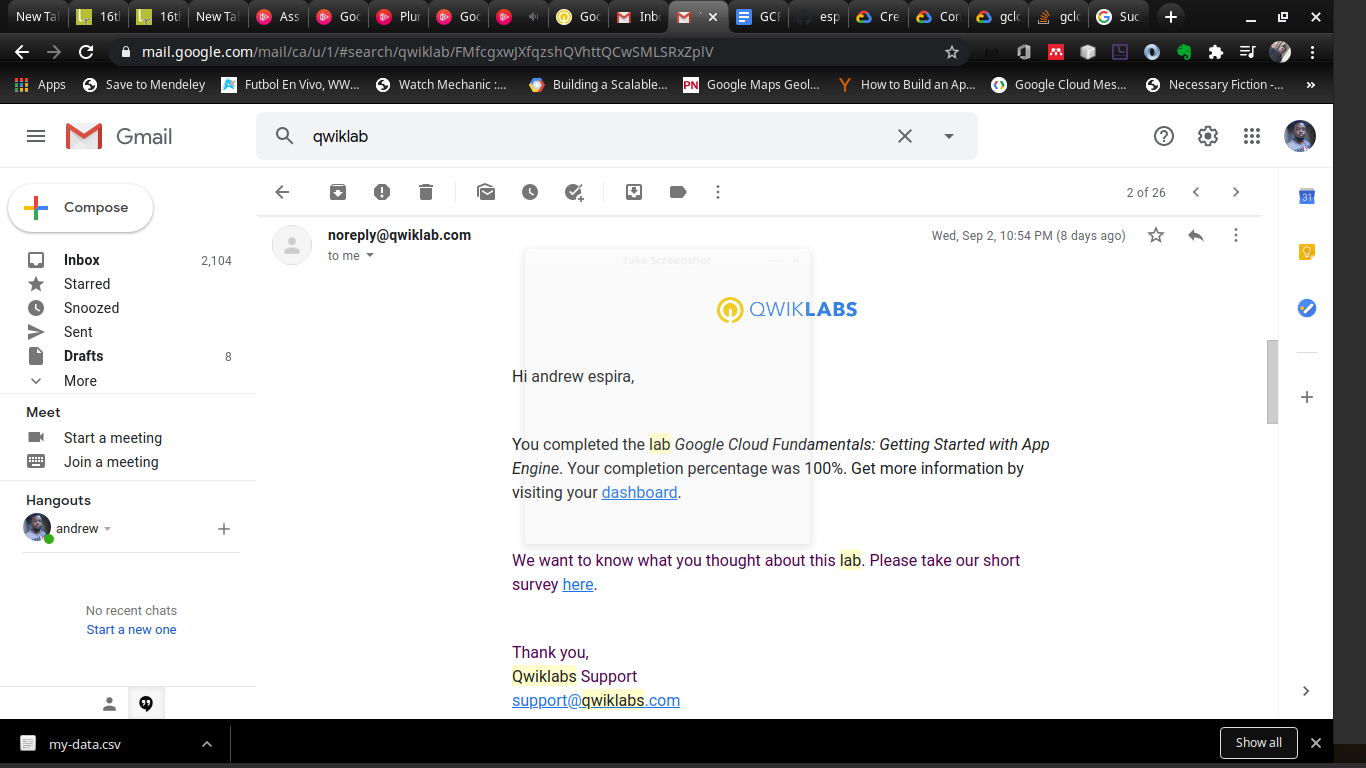 New Tal 16th 16th New Tal Ass Goo Plur Goo Goo Inb GCP esp Cre Con gclo gclo Suc
mail.google.com/mail/ca/u/1/#search/qwiklab/FMfcgxwJXfqzshQVhttQCwSMLSRxZplV
Apps Save to Mendeley Futbol En Vivo, WW... Watch Mechanic :... Building a Scalable... PN Google Maps Geol... How to Build an Ap... Google Cloud Mes... Necessary Fiction -... »
Gmail
qwiklab
Compose
2 of 26
Inbox 2,104
Starred
Snoozed
Sent
Drafts 8
More
Meet
Start a meeting
Join a meeting
Hangouts
andrew
No recent chats
Start a new one
noreply@qwiklab.com
Wed, Sep 2, 10:54 PM (8 days ago)
to me
31
Take Screenshot
QWIKLABS
Hi andrew espira,
You completed the lab Google Cloud Fundamentals: Getting Started with App
Engine. Your completion percentage was 100%. Get more information by
visiting your dashboard.
We want to know what you thought about this lab. Please take our short
survey here.
Thank you,
Qwiklabs Support
support@qwiklabs.com
my-data.csv
Show all